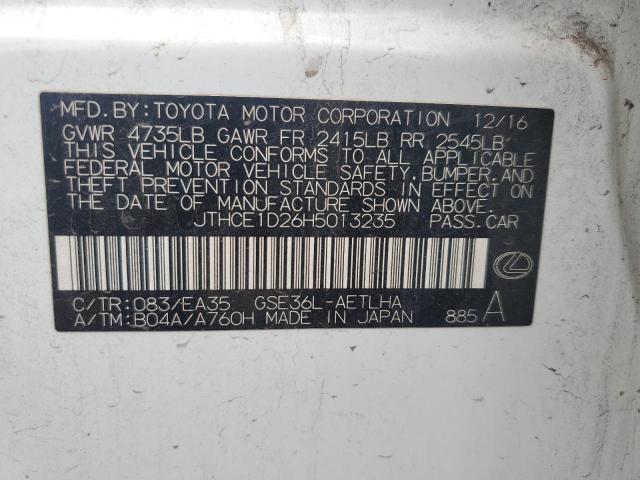 MFD. BY: TOYOTA MOTOR CORPORATION 12/16
GVWR 4735LB GAWR FR 2415LB RR 2545LB
THIS VEHICLE CONFORMS TO ALL APPLICABLE
FEDERAL MOTOR VEHICLE SAFETY, BUMPER, AND
THEFT PREVENTION STANDARDS IN EFFECT ON
THE DATE OF MANUFACTURE SHOWN ABOVE.
JTHCE1D26H5013235 PASS. CAR
C/TR: 083/EA35 GSE36L-AETLHA
A/TM: B04A/A760H MADE IN JAPAN 885 A